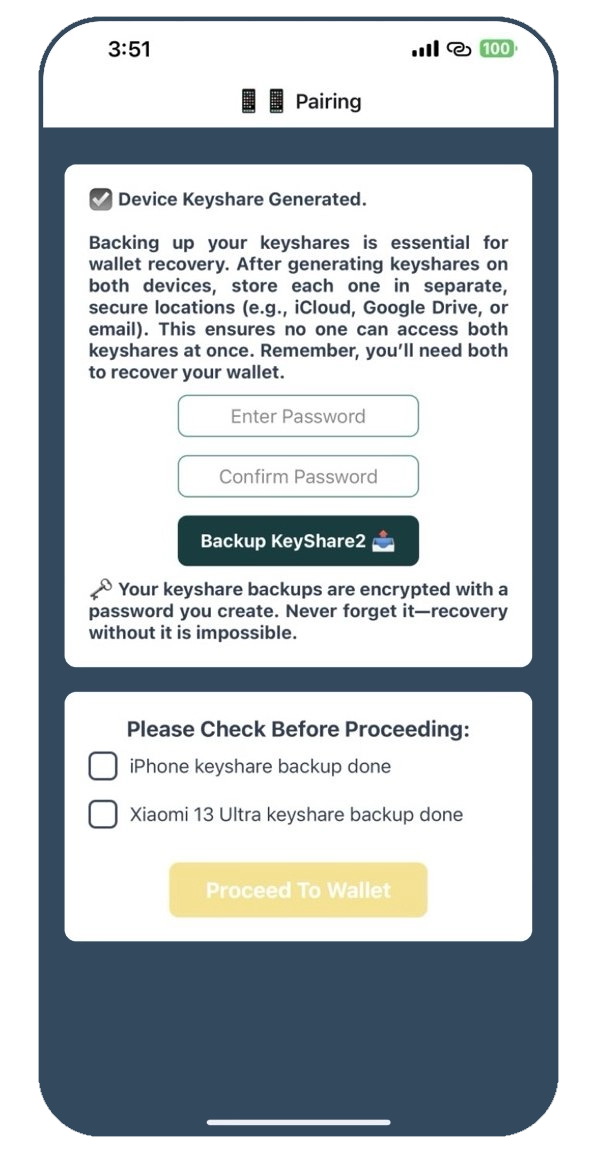 3:51
100
Pairing
Device Keyshare Generated.
Backing up your keyshares is essential for
wallet recovery. After generating keyshares on
both devices, store each one in separate,
secure locations (e.g., iCloud, Google Drive, or
email). This ensures no one can access both
keyshares at once. Remember, you’ll need both
to recover your wallet.
Enter Password
Confirm Password
Backup KeyShare2
Your keyshare backups are encrypted with a
password you create. Never forget it—recovery
without it is impossible.
Please Check Before Proceeding:
iPhone keyshare backup done
Xiaomi 13 Ultra keyshare backup done
Proceed To Wallet